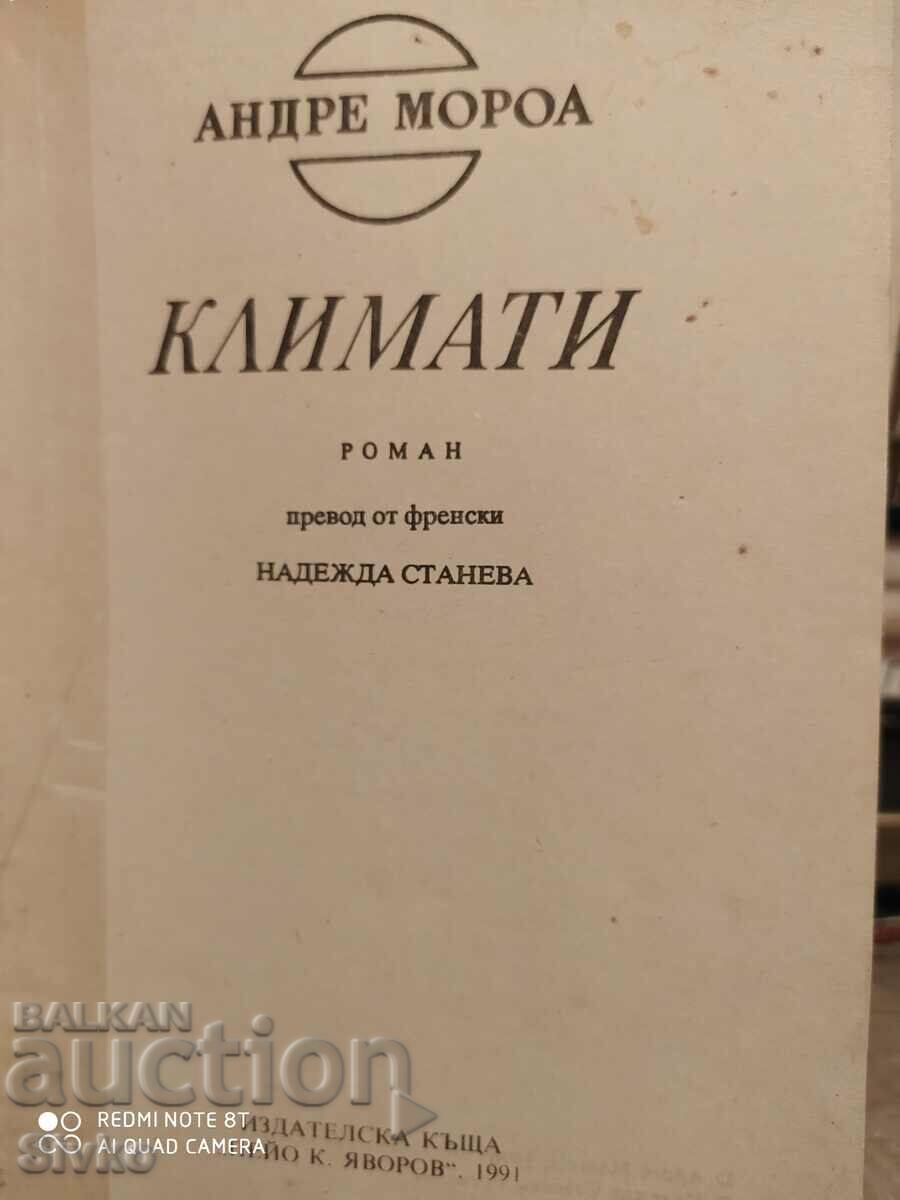 АНДРЕ МОРОА
КЛИМАТИ
РОМАН
превод от френски
НАДЕЖДА СТАНЕВА
BALKAN
auction
REDMI NOTE 8T
AI QUAD CAMERA
ИЗДАТЕЛСКА КЪЩА
К. ЯВОРОВ“, 1991
Sivko